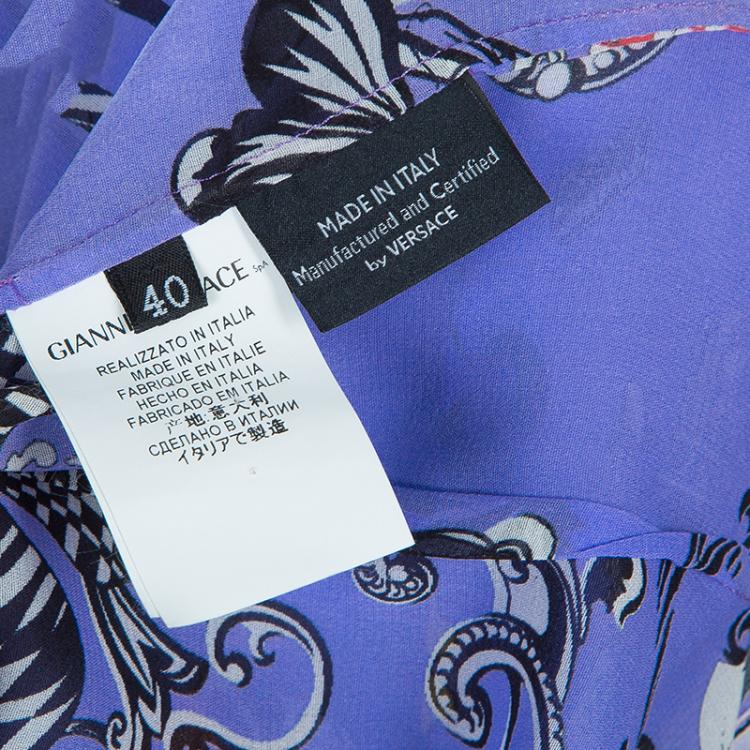 MADE IN ITALY
Manufactured and Certified
by VERSACE
40
GIANNI ACE SpA
REALIZZATO IN ITALIA
MADE IN ITALY
FABRIQUE EN ITALIE
HECHO EN ITALIA
FABRICADO EM ITALIA
产地:意大利
СДЕЛАНО В ИТАЛИИ
イタリアで製造